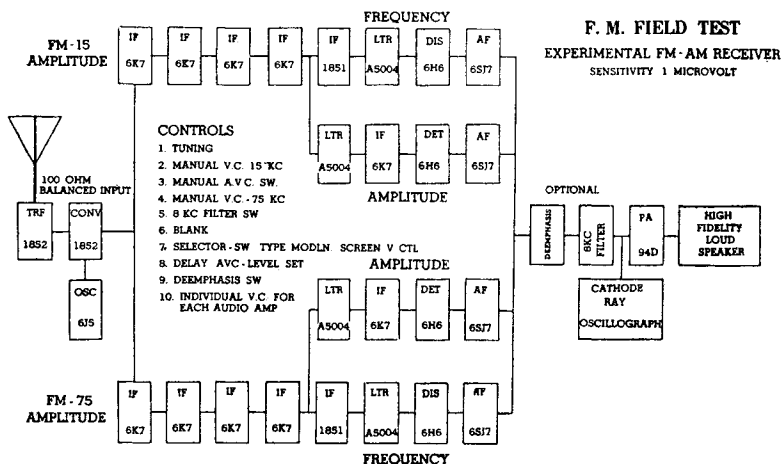 F. M. FIELD TEST
EXPERIMENTAL FM-AM RECEIVER
SENSITIVITY 1 MICROVOLT
FREQUENCY
FM-15
AMPLITUDE
IF
6K7
IF
6K7
IF
6K7
IF
6K7
IF
1851
LTR
A5004
DIS
6H6
AF
6SJ7
LTR
A5004
IF
6K7
DET
6H6
AF
6SJ7
AMPLITUDE
CONTROLS
1. TUNING
2. MANUAL V.C. 15 KC
3. MANUAL A.V.C. SW.
4. MANUAL V.C.-75 KC
5. 8 KC FILTER SW
6. BLANK
7. SELECTOR-SW TYPE MODLN. SCREEN V CTL
8. DELAY AVC-LEVEL SET
9. DEEMPHASIS SW
10. INDIVIDUAL V.C. FOR
EACH AUDIO AMP
100 OHM
BALANCED INPUT
TRF
1852
CONV
1852
OSC
6J5
OPTIONAL
DEEMPHASIS
8KC
FILTER
PA
94D
HIGH
FIDELITY
LOUD
SPEAKER
CATHODE
RAY
OSCILLOGRAPH
AMPLITUDE
LTR
A5004
IF
6K7
DET
6H6
AF
6SJ7
FM-75
AMPLITUDE
IF
6K7
IF
6K7
IF
6K7
IF
6K7
IF
1851
LTR
A5004
DIS
6H6
AF
6SJ7
FREQUENCY